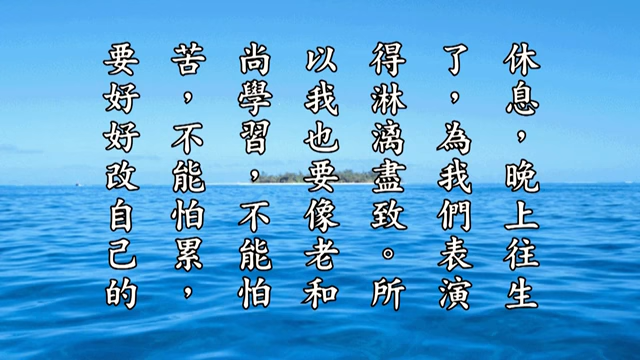 休息，晚上往生
了，為我們表演
得淋漓盡致。所
以我也要像老和
尚學習，不能怕
苦，不能怕累，
要好好改自己的